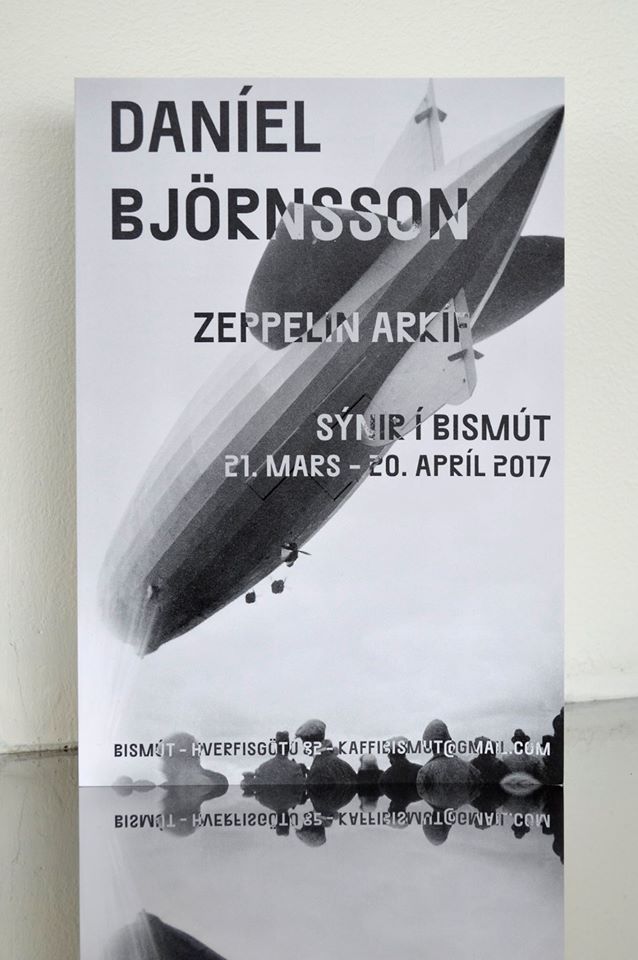 DANÍEL
BJÖRNSSON
ZEPPELIN ARKÍF
SÝNIR Í BISMÚT
21. MARS - 20. APRÍL 2017
BISMÚT - HVERFISGÖTU 82 - KAFFIBISMUT@GMAIL.COM